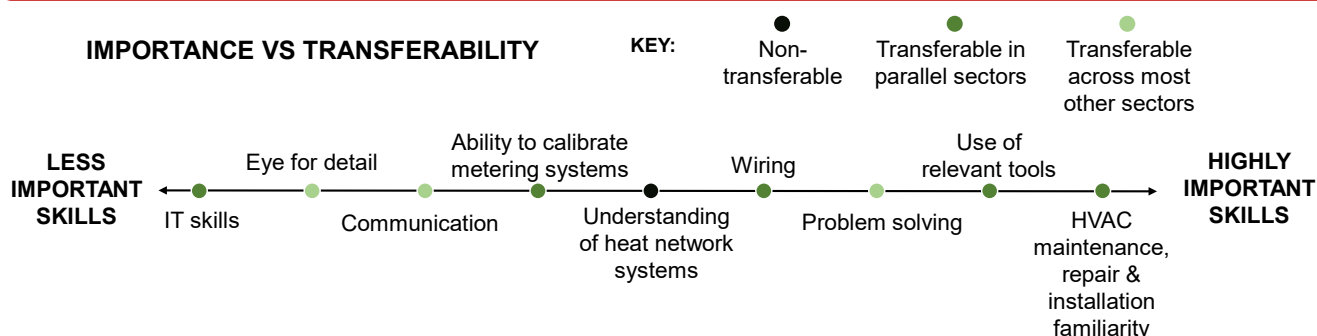 IMPORTANCE VS TRANSFERABILITY
KEY:
Non-
transferable
Transferable in
parallel sectors
Transferable
across most
other sectors
LESS
IMPORTANT
SKILLS
IT skills
Eye for detail
Communication
Ability to calibrate
metering systems
Understanding
of heat network
systems
Wiring
Problem solving
Use of
relevant tools
HVAC
maintenance,
repair &
installation
familiarity
HIGHLY
IMPORTANT
SKILLS